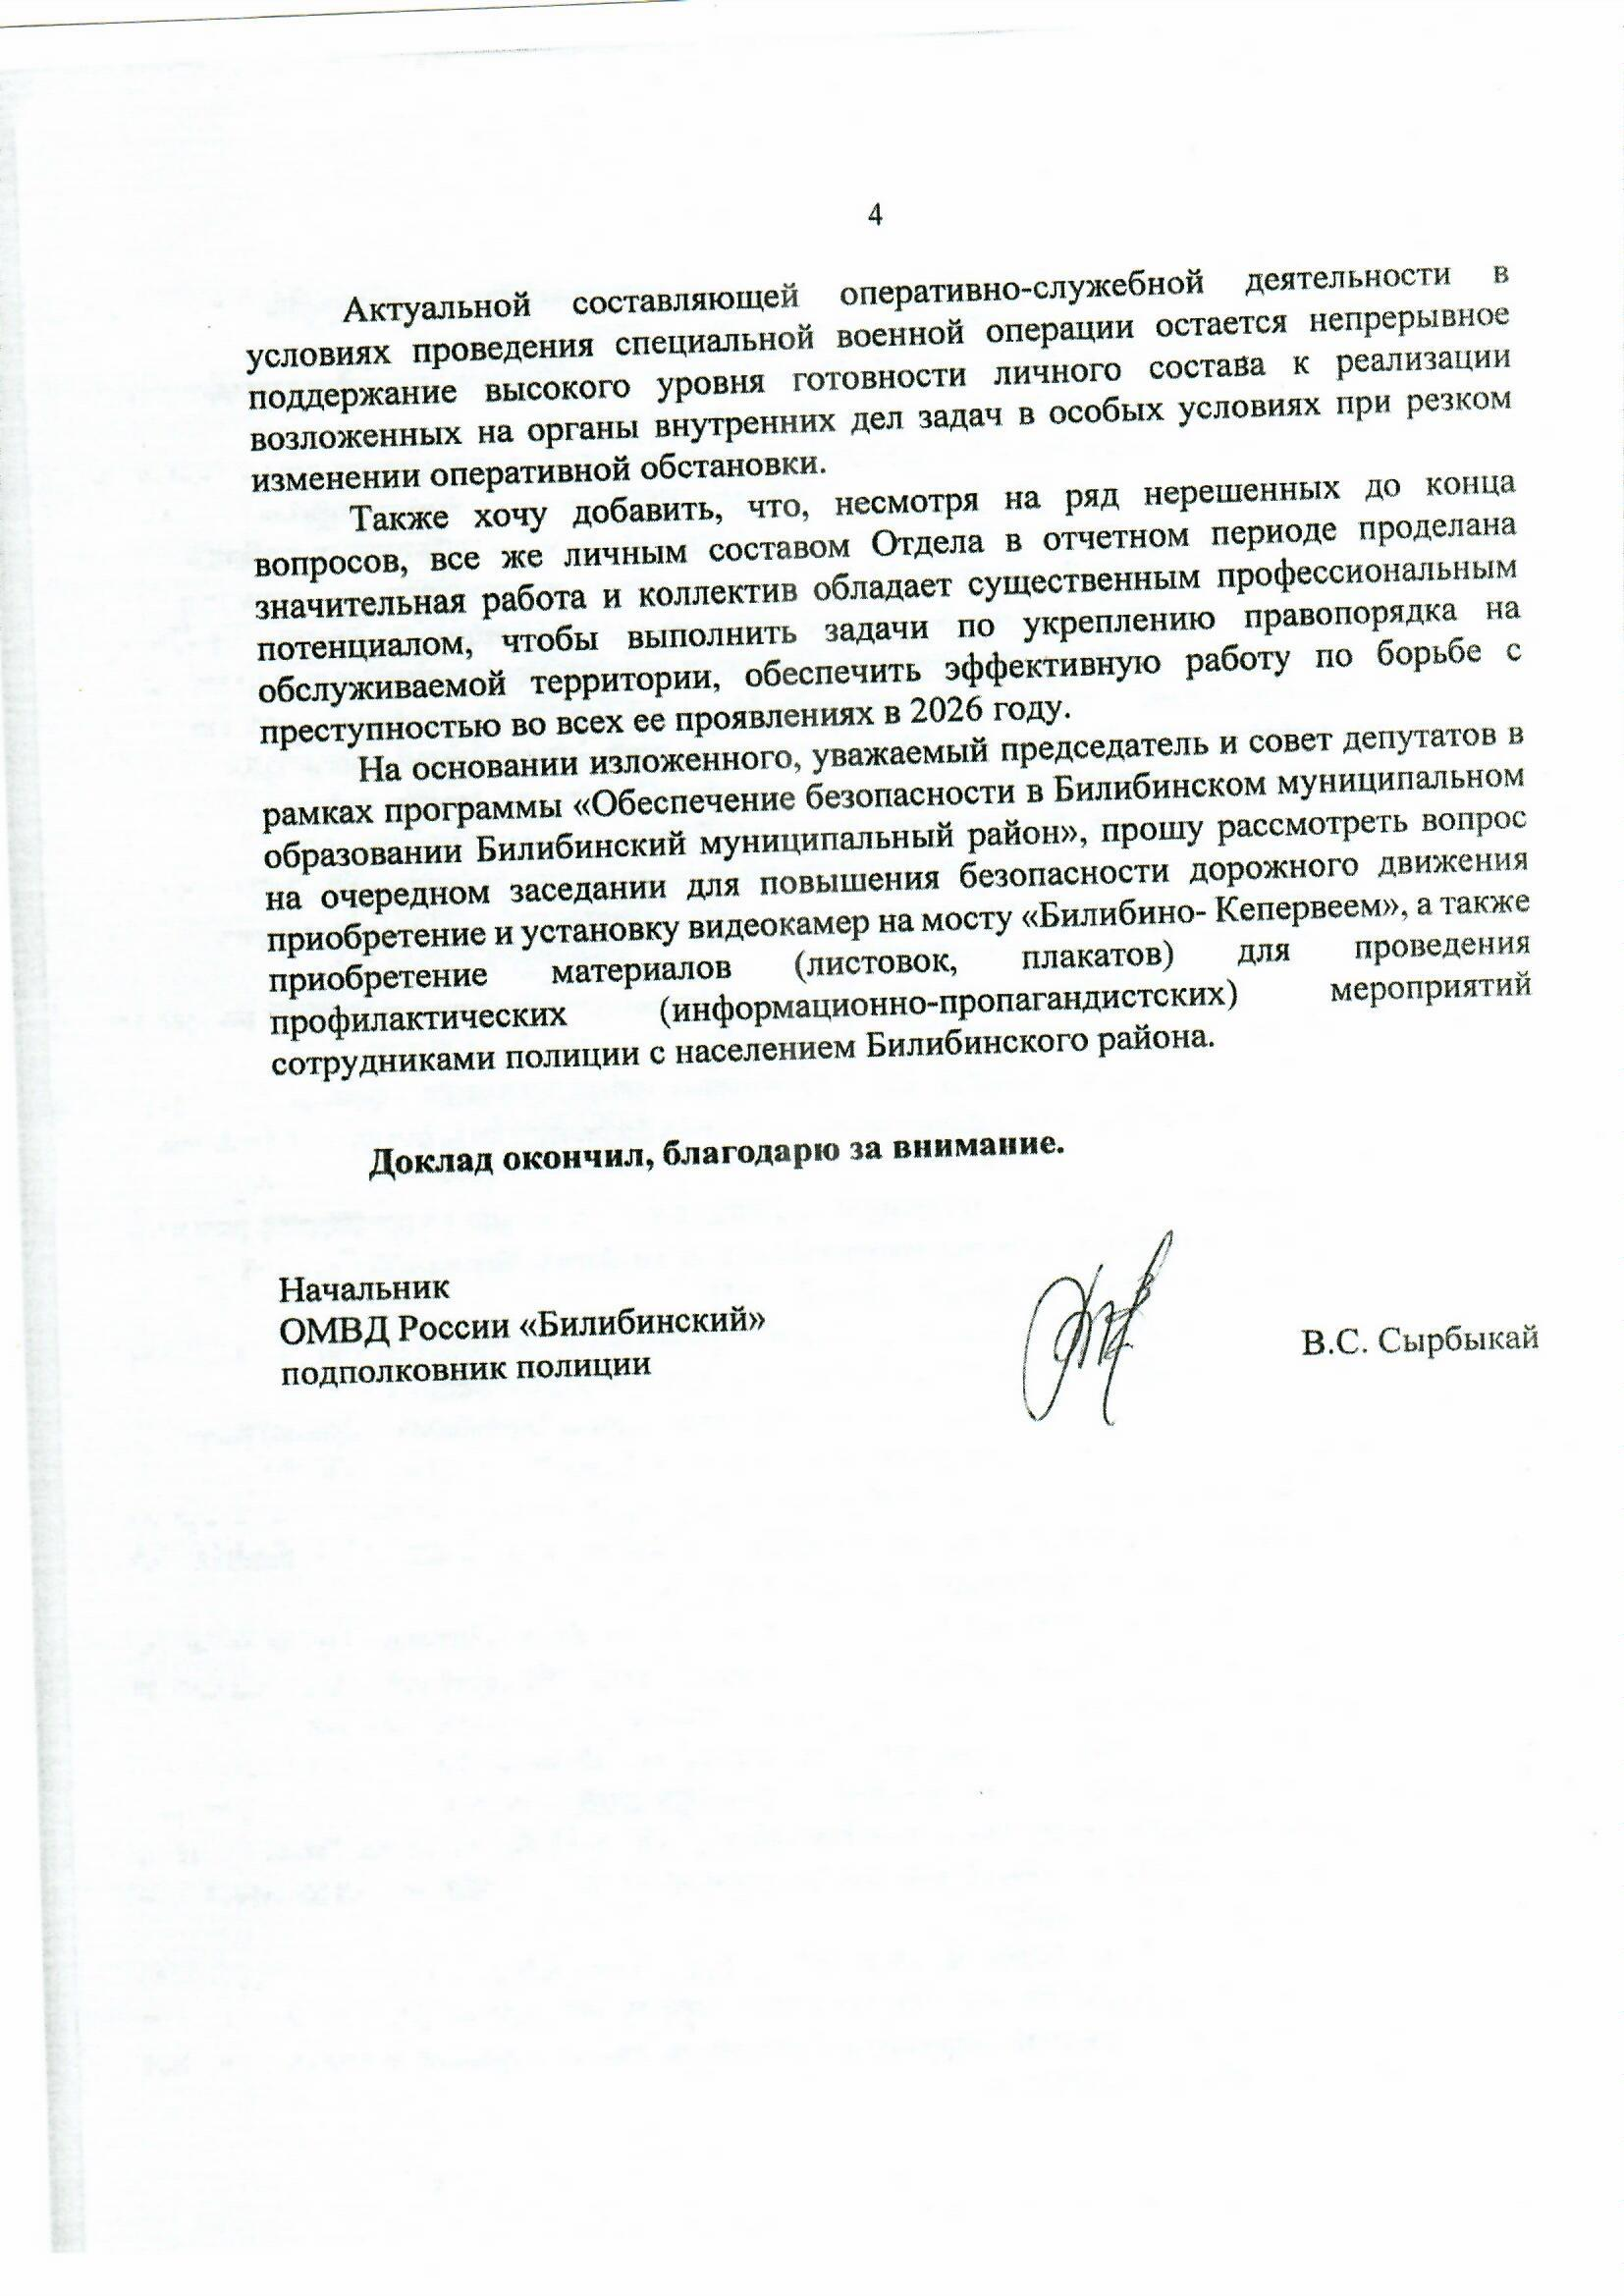 4
Актуальной составляющей оперативно-служебной деятельности в
условиях проведения специальной военной операции остается непрерывное
поддержание высокого уровня готовности личного состава к реализации
возложенных на органы внутренних дел задач в особых условиях при резком
изменении оперативной обстановки.
Также хочу добавить, что, несмотря на ряд нерешенных до конца
вопросов, все же личным составом Отдела в отчетном периоде проделана
значительная работа и коллектив обладает существенным профессиональным
потенциалом, чтобы выполнить задачи по укреплению правопорядка на
обслуживаемой территории, обеспечить эффективную работу по борьбе с
преступностью во всех ее проявлениях в 2026 году.
На основании изложенного, уважаемый председатель и совет депутатов в
рамках программы «Обеспечение безопасности в Билибинском муниципальном
образовании Билибинский муниципальный район», прошу рассмотреть вопрос
на очередном заседании для повышения безопасности дорожного движения
приобретение и установку видеокамер на мосту «Билибино- Кепервеем», а также
приобретение материалов (листовок, плакатов) для проведения
профилактических (информационно-пропагандистских) мероприятий
сотрудниками полиции с населением Билибинского района.
Доклад окончил, благодарю за внимание.
Начальник
ОМВД России «Билибинский»
подполковник полиции
В.С. Сырбыкай